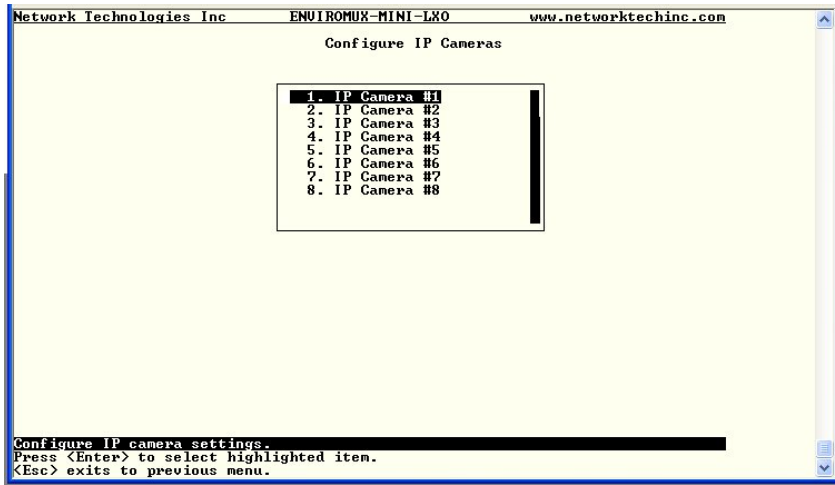 Network Technologies Inc ENVIROMUX-MINI-LXO www.networktechinc.com
Configure IP Cameras
1. IP Camera #1
2. IP Camera #2
3. IP Camera #3
4. IP Camera #4
5. IP Camera #5
6. IP Camera #6
7. IP Camera #7
8. IP Camera #8
Configure IP camera settings.
Press <Enter> to select highlighted item.
<Esc> exits to previous menu.